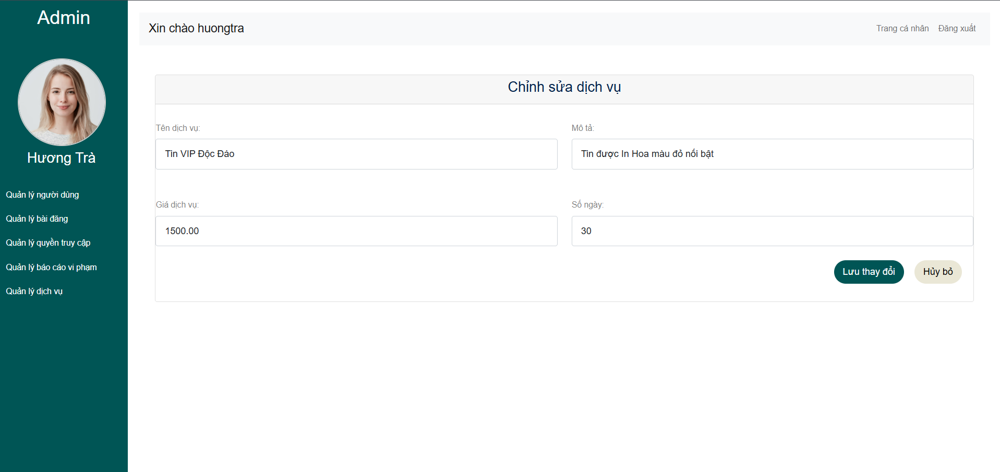 Admin
Hương Trà
Quản lý người dùng
Quản lý bài đăng
Quản lý quyền truy cập
Quản lý báo cáo vi phạm
Quản lý dịch vụ
Xin chào huongtra
Trang cá nhân Đăng xuất
Chỉnh sửa dịch vụ
Tên dịch vụ:
Tin VIP Độc Đáo
Mô tả:
Tin được In Hoa màu đỏ nối bật
Giá dịch vụ:
1500.00
Số ngày:
30
Lưu thay đổi
Hủy bỏ